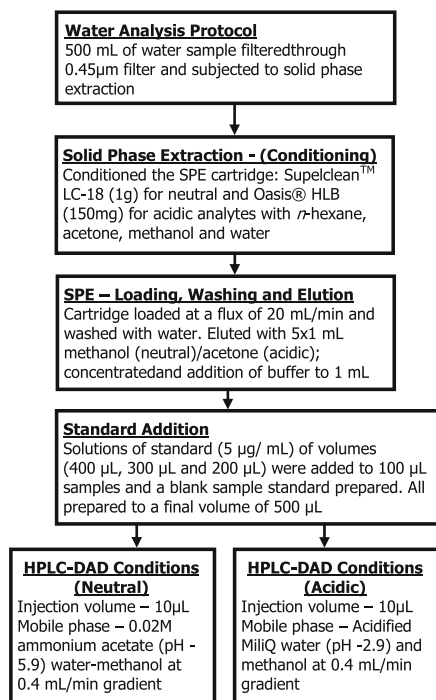 Water Analysis Protocol
500 mL of water sample filteredthrough
0.45µm filter and subjected to solid phase
extraction
Solid Phase Extraction - (Conditioning)
Conditioned the SPE cartridge: Supelclean™
LC-18 (1g) for neutral and Oasis® HLB
(150mg) for acidic analytes with n-hexane,
acetone, methanol and water
SPE – Loading, Washing and Elution
Cartridge loaded at a flux of 20 mL/min and
washed with water. Eluted with 5x1 mL
methanol (neutral)/acetone (acidic);
concentratedand addition of buffer to 1 mL
Standard Addition
Solutions of standard (5 µg/ mL) of volumes
(400 µL, 300 µL and 200 µL) were added to 100 µL
samples and a blank sample standard prepared. All
prepared to a final volume of 500 µL
HPLC-DAD Conditions
(Neutral)
Injection volume – 10µL
Mobile phase – 0.02M
ammonium acetate (pH -
5.9) water-methanol at
0.4 mL/min gradient
HPLC-DAD Conditions
(Acidic)
Injection volume – 10µL
Mobile phase – Acidified
MiliQ water (pH -2.9) and
methanol at 0.4 mL/min
gradient